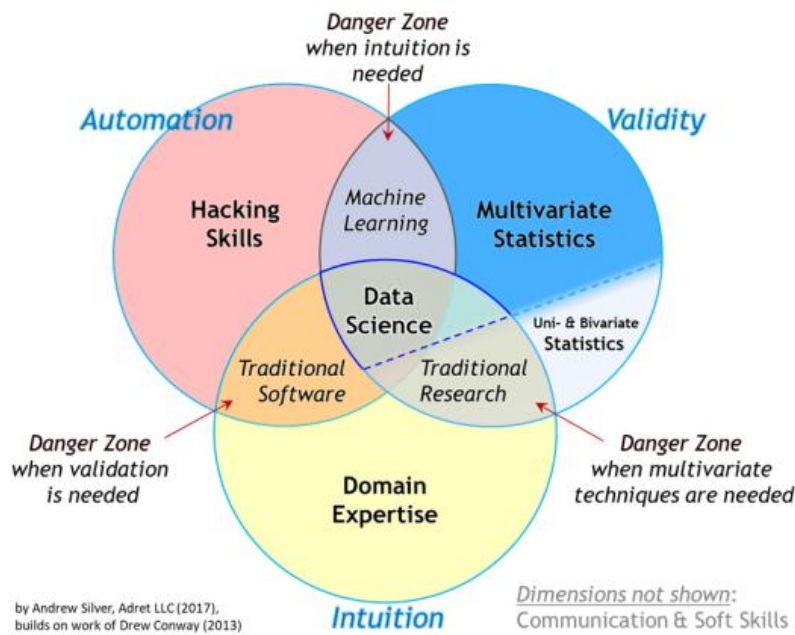 Danger Zone
when intuition is
needed
Automation
Validity
Machine
Learning
Hacking
Skills
Multivariate
Statistics
Data
Science
Uni- & Bivariate
Statistics
Traditional
Software
Traditional
Research
Danger Zone
when validation
is needed
Danger Zone
when multivariate
techniques are needed
Domain
Expertise
by Andrew Silver, Adret LLC (2017),
builds on work of Drew Conway (2013)
Intuition
Dimensions not shown:
Communication & Soft Skills